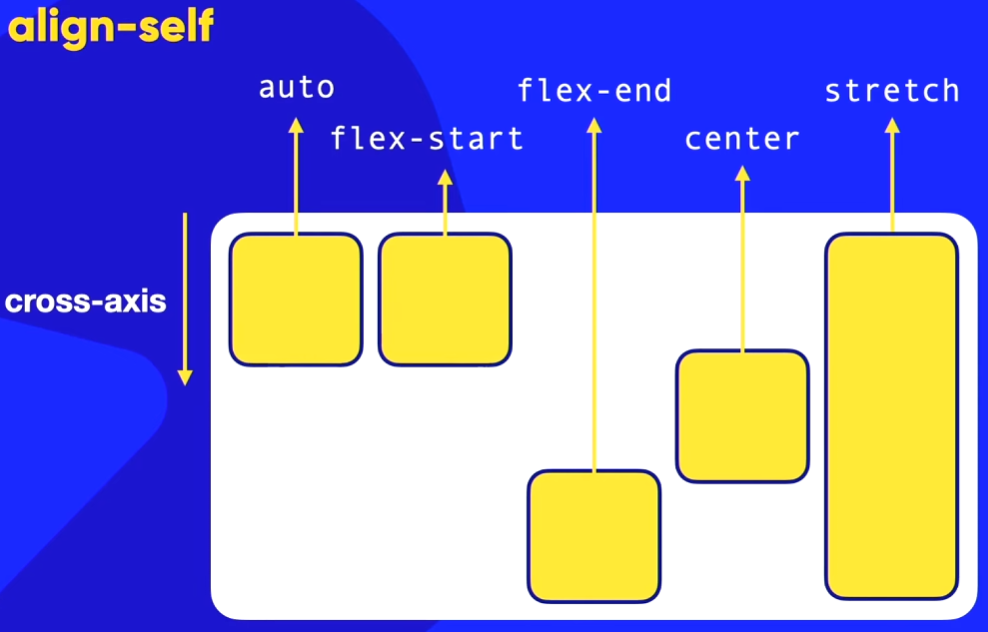 align-self
auto
flex-end
stretch
flex-start
center
cross-axis